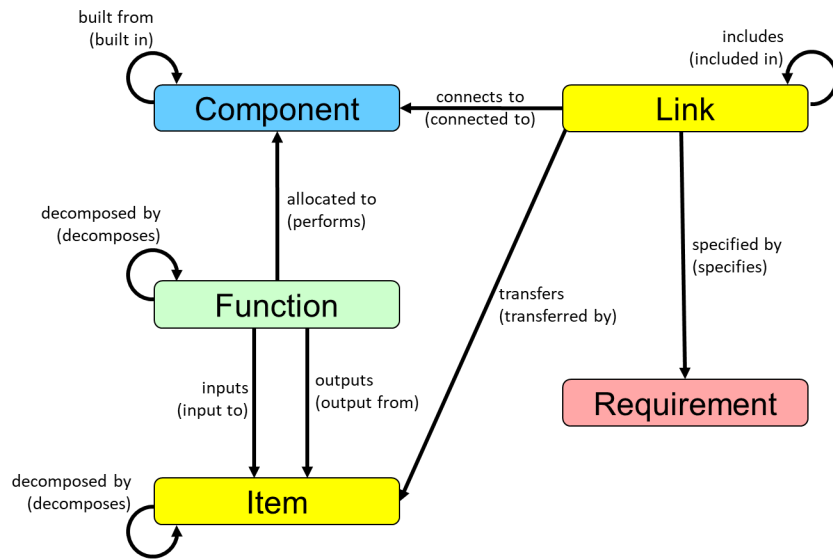 built from
(built in)
includes
(included in)
Component
connects to
(connected to)
Link
allocated to
(performs)
decomposed by
(decomposes)
specified by
(specifies)
Function
transfers
(transferred by)
inputs
(input to)
outputs
(output from)
Requirement
decomposed by
(decomposes)
Item